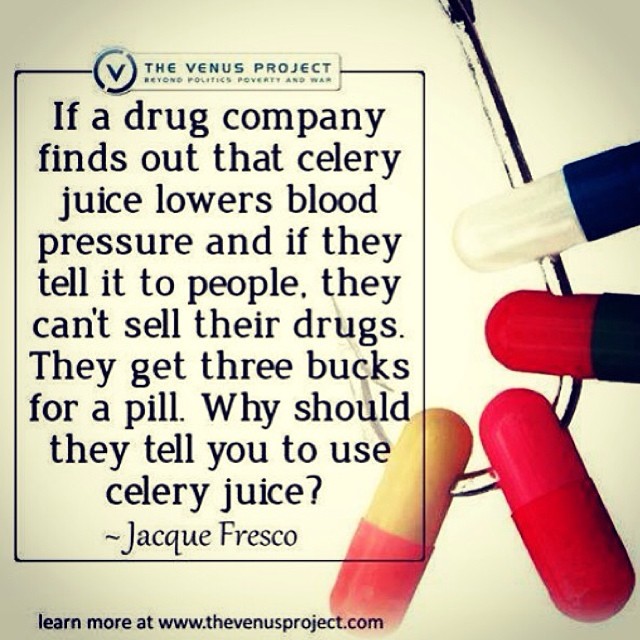 THE VENUS PROJECT
BEYOND POLITICS POVERTY AND WAR
If a drug company
finds out that celery
juice lowers blood
pressure and if they
tell it to people, they
can't sell their drugs.
They get three bucks
for a pill. Why should
they tell you to use
celery juice?
~Jacque Fresco
learn more at www.thevenusproject.com